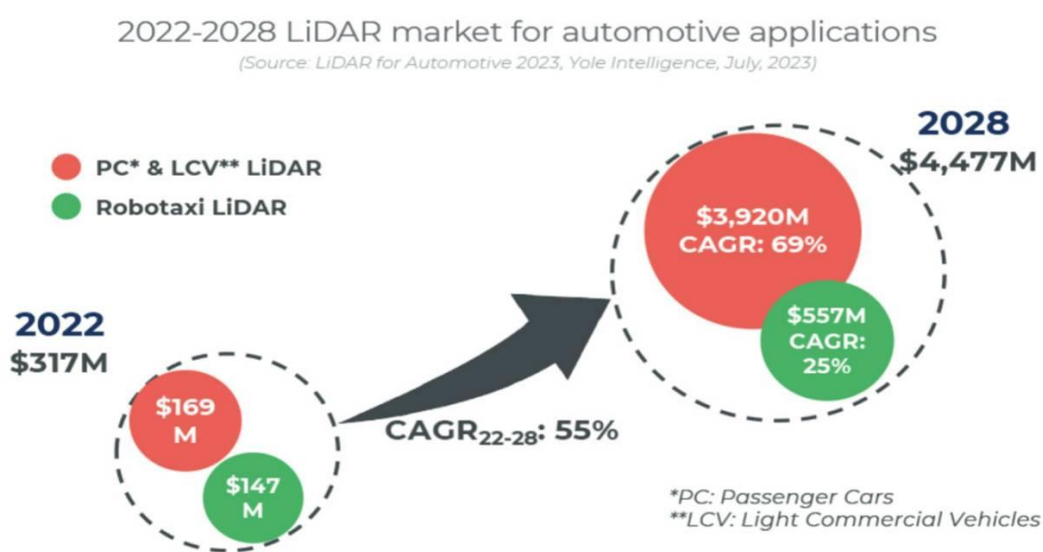 2022-2028 LiDAR market for automotive applications
(Source: LiDAR for Automotive 2023, Yole Intelligence, July, 2023)
PC* & LCV** LiDAR
Robotaxi LiDAR
2022
$317M
$169
M
$147
M
CAGR22-28: 55%
2028
$4,477M
$3,920M
CAGR: 69%
$557M
CAGR:
25%
*PC: Passenger Cars
**LCV: Light Commercial Vehicles